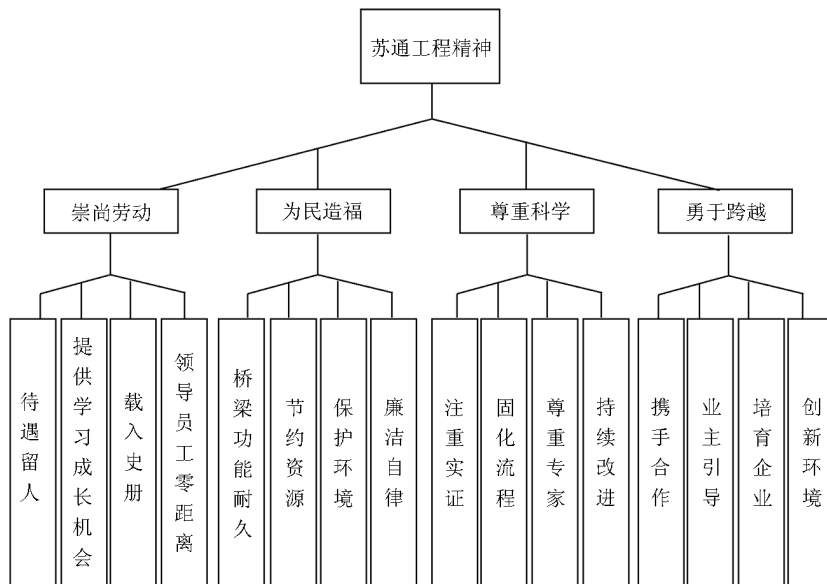 苏通工程精神
崇尚劳动
为民造福
尊重科学
勇于跨越
待遇留人
提供学习成长机会
载入史册
领导员工零距离
桥梁功能耐久
节约资源
保护环境
廉洁自律
注重实证
固化流程
尊重专家
持续改进
携手合作
业主引导
培育企业
创新环境